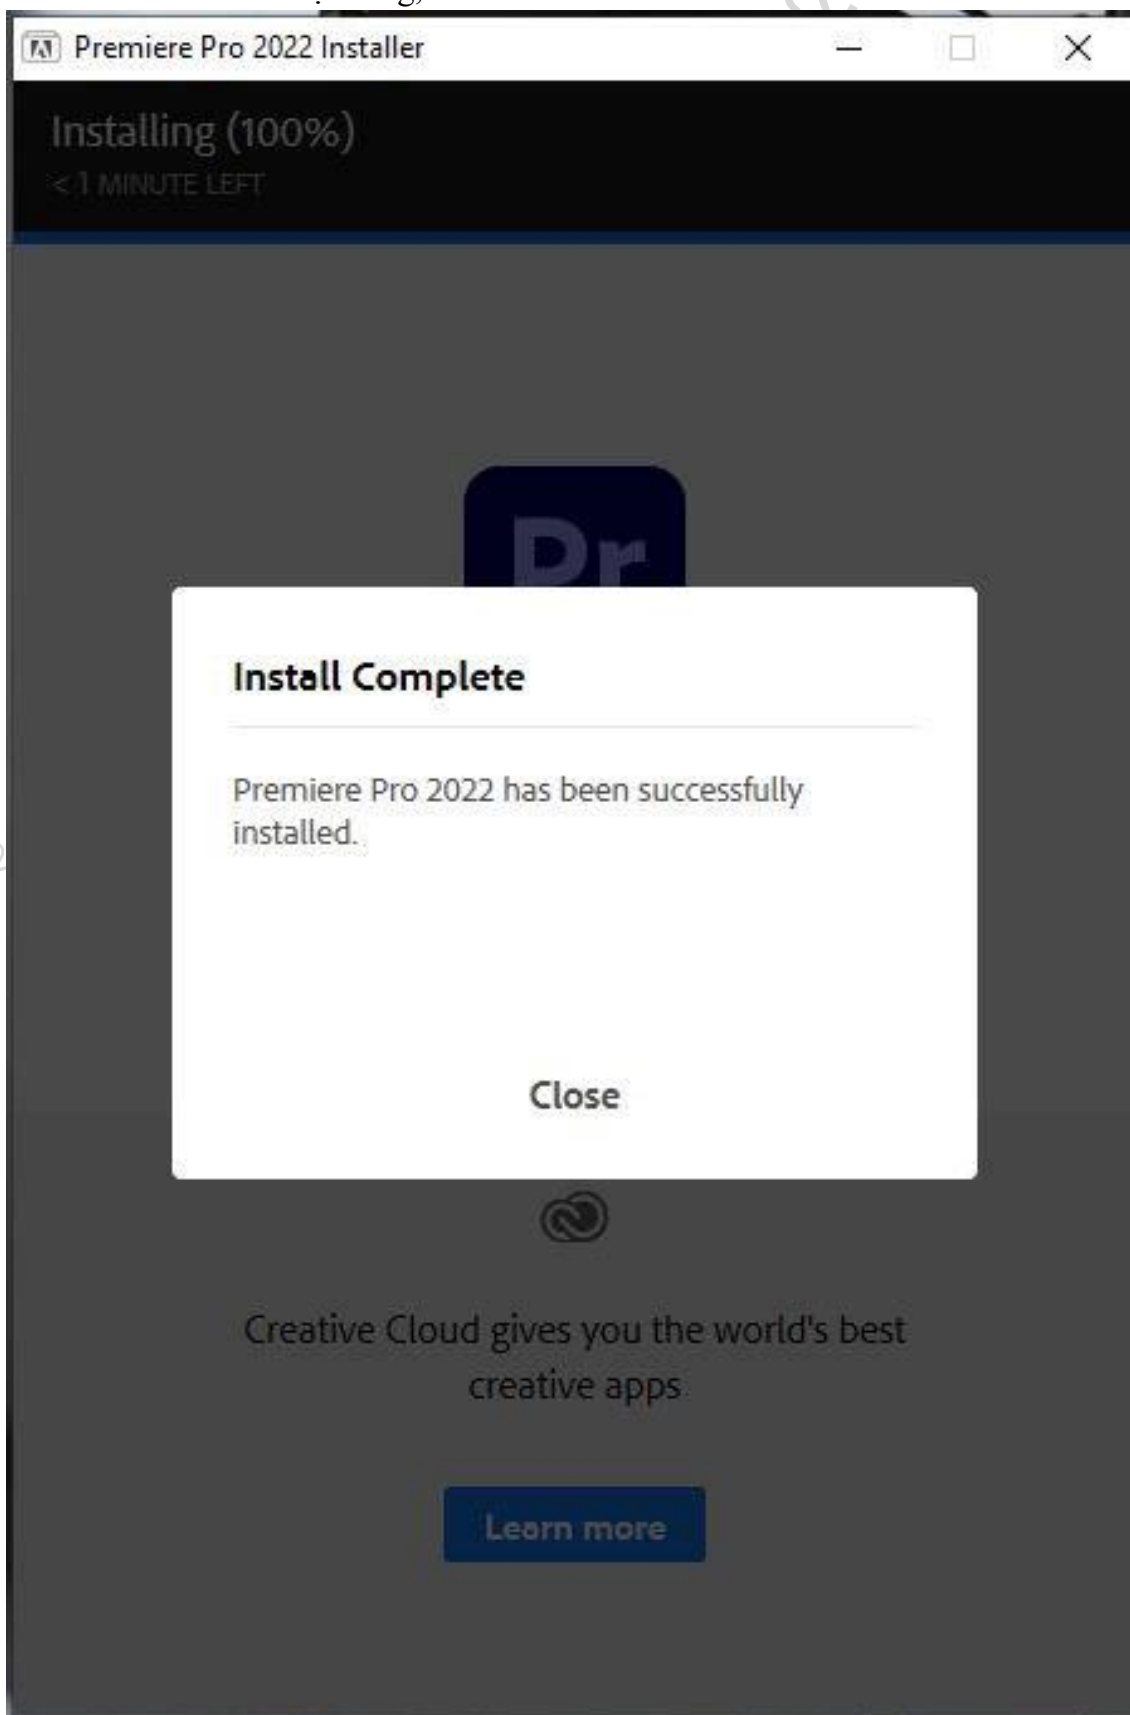 Premiere Pro 2022 Installer
Installing (100%)
< 1 MINUTE LEFT
Pr
Install Complete
Premiere Pro 2022 has been successfully
installed.
Close
Creative Cloud gives you the world's best
creative apps
Learn more